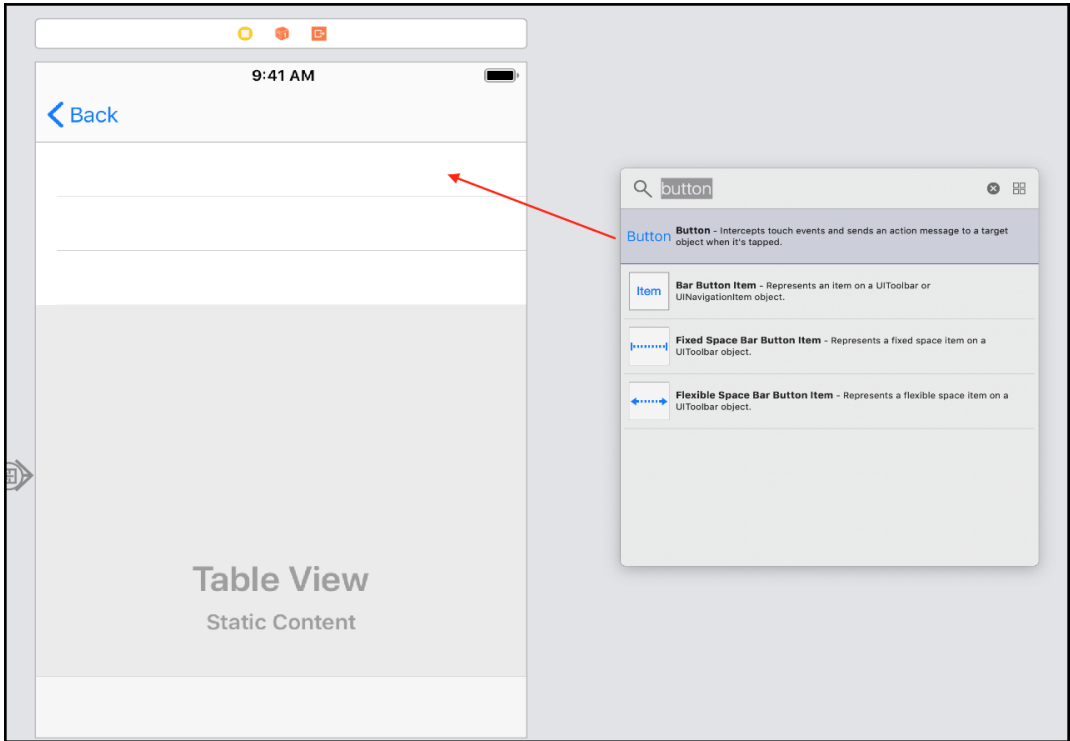 9:41 AM
Back
button
Button
Button - Intercepts touch events and sends an action message to a target
object when it's tapped.
Item
Bar Button Item - Represents an item on a UIToolbar or
UINavigationItem object.
Fixed Space Bar Button Item - Represents a fixed space item on a
UIToolbar object.
Flexible Space Bar Button Item - Represents a flexible space item on a
UIToolbar object.
Table View
Static Content